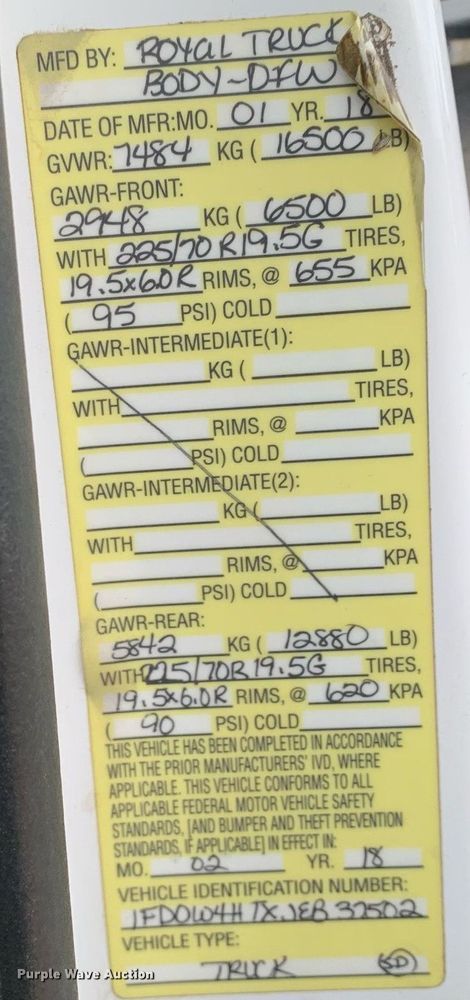 MFD BY: ROYAL TRUCK
BODY-DFW
DATE OF MFR:MO. 01 YR. 18
GVWR: 7484 KG ( 16500 LB)
GAWR-FRONT:
2948 KG ( 6500 LB)
WITH 225/70 R19.5G TIRES,
19.5x6.0R RIMS, @ 655 KPA
( 95 PSI) COLD
GAWR-INTERMEDIATE(1):
KG ( LB)
WITH TIRES,
RIMS, @ KPA
( PSI) COLD
GAWR-INTERMEDIATE(2):
KG ( LB)
WITH TIRES,
RIMS, @ KPA
( PSI) COLD
GAWR-REAR:
5842 KG ( 12880 LB)
WITH 225/70R19.5G TIRES,
19.5x6.0R RIMS, @ 620 KPA
( 90 PSI) COLD
THIS VEHICLE HAS BEEN COMPLETED IN ACCORDANCE
WITH THE PRIOR MANUFACTURERS' IVD, WHERE
APPLICABLE. THIS VEHICLE CONFORMS TO ALL
APPLICABLE FEDERAL MOTOR VEHICLE SAFETY
STANDARDS, [AND BUMPER AND THEFT PREVENTION
STANDARDS, IF APPLICABLE] IN EFFECT IN:
MO. 02 YR. 18
VEHICLE IDENTIFICATION NUMBER:
1FDOW4HTXJEB37502
VEHICLE TYPE:
TRUCK SD
Purple Wave Auction